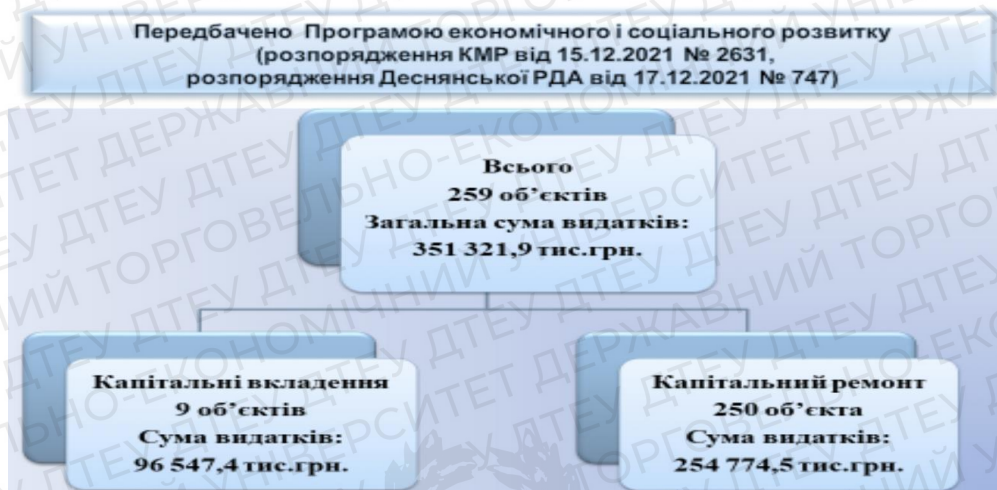 Передбачено Програмою економічного і соціального розвитку
(розпорядження КМР від 15.12.2021 № 2631,
розпорядження Деснянської РДА від 17.12.2021 № 747)
Всього
259 об’єктів
Загальна сума видатків:
351 321,9 тис.грн.
Капітальні вкладення
9 об’єктів
Сума видатків:
96 547,4 тис.грн.
Капітальний ремонт
250 об’єкта
Сума видатків:
254 774,5 тис.грн.